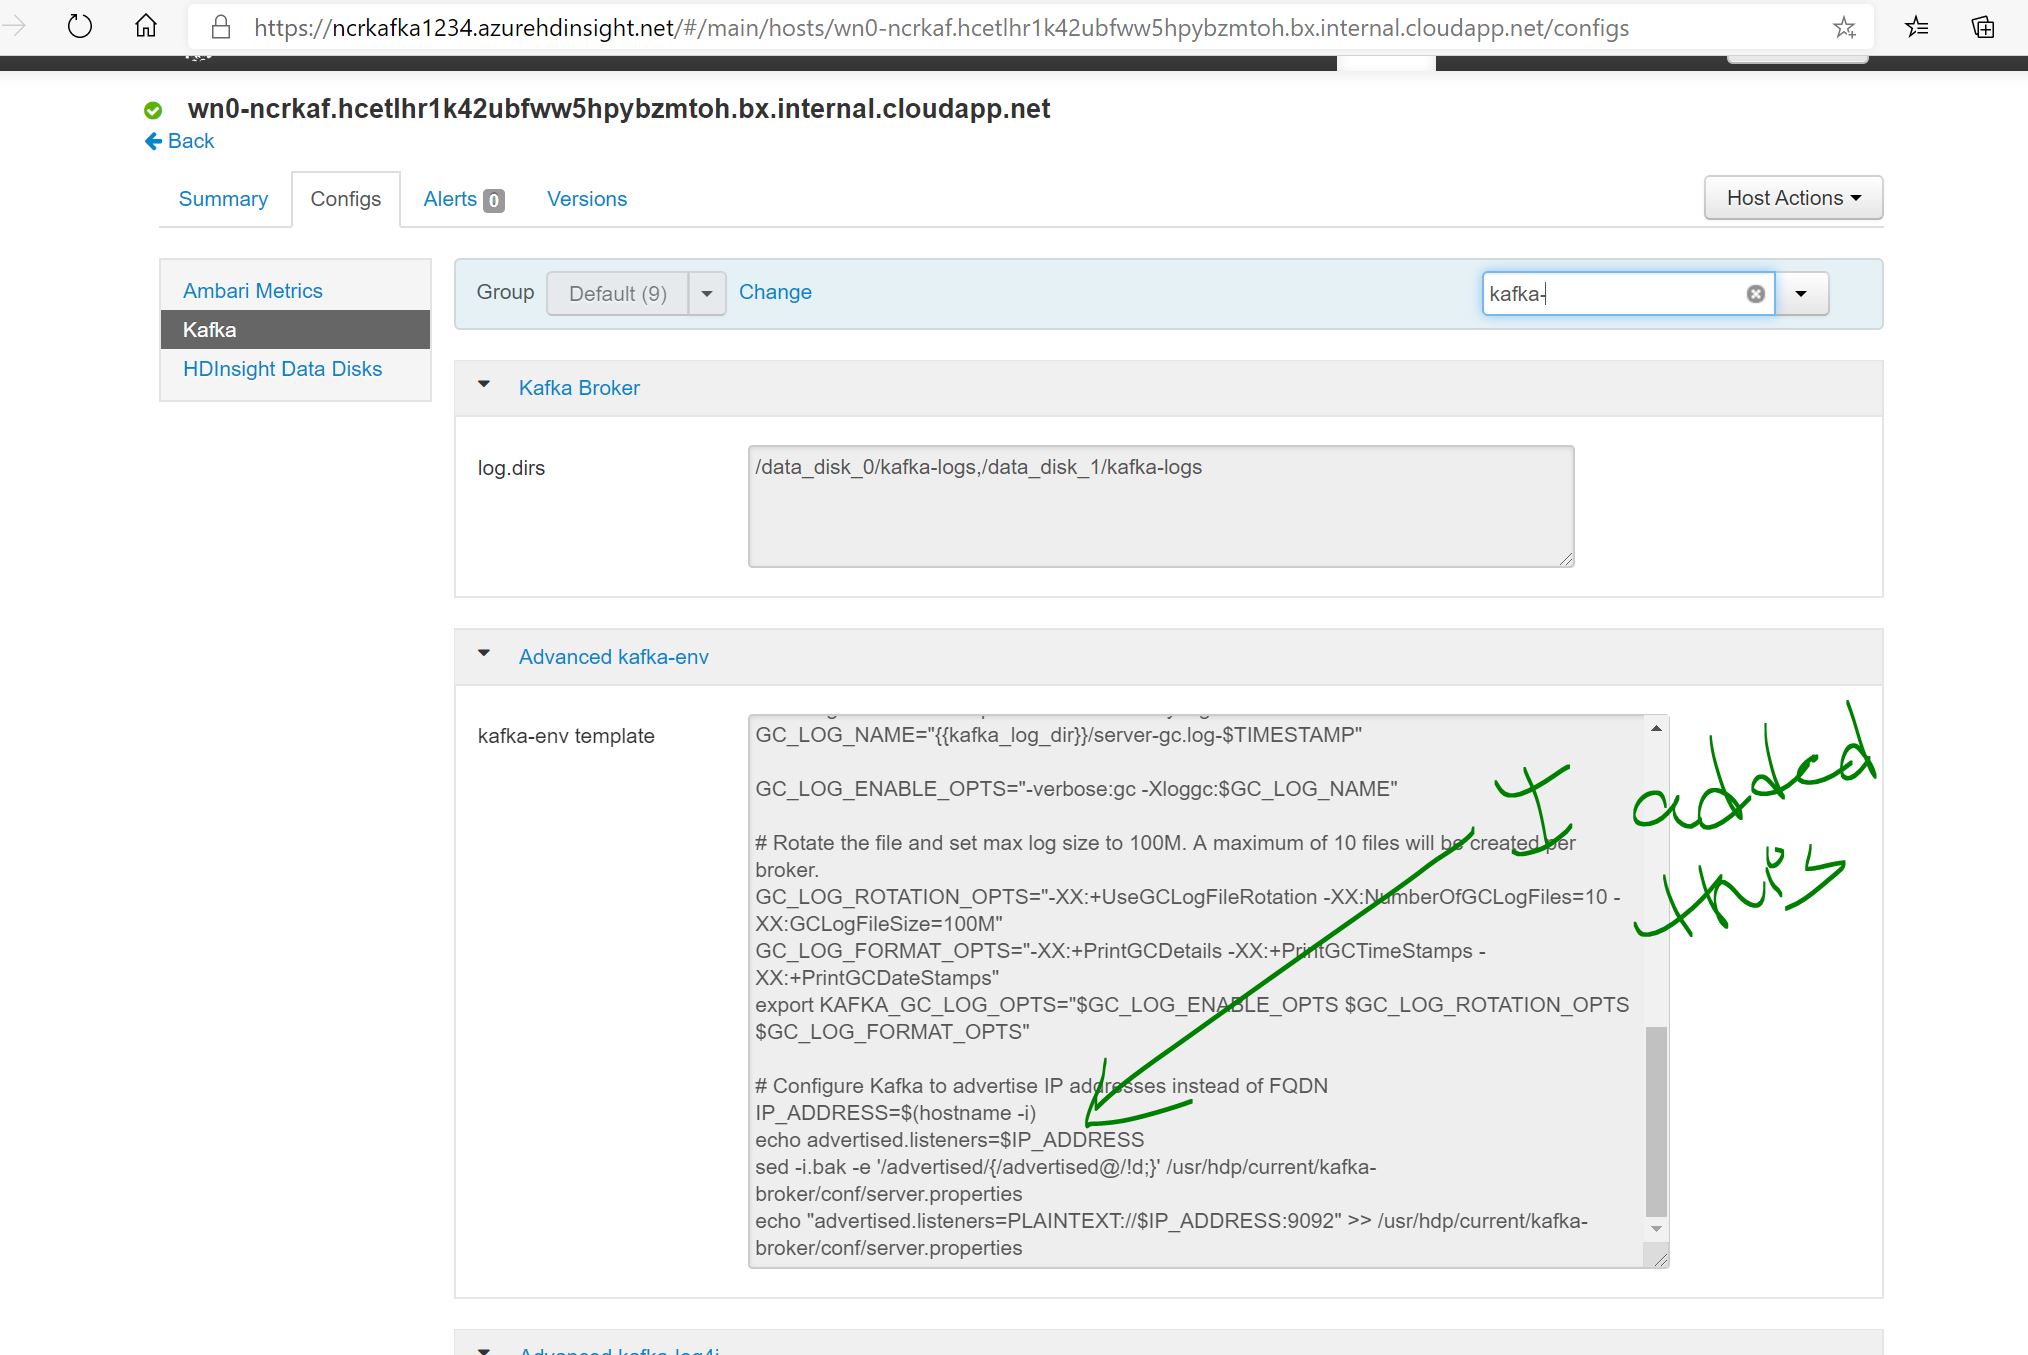 https://ncrkafka1234.azurehdinsight.net/#/main/hosts/wn0-ncrkaf.hcetlhr1k42ubfww5hpybzmtoh.bx.internal.cloudapp.net/configs
wn0-ncrkaf.hcetlhr1k42ubfww5hpybzmtoh.bx.internal.cloudapp.net
Back
Summary
Configs
Alerts 0
Versions
Host Actions
Ambari Metrics
Kafka
HDInsight Data Disks
Group
Default (9)
Change
kafka-
Kafka Broker
log.dirs
/data_disk_0/kafka-logs,/data_disk_1/kafka-logs
Advanced kafka-env
kafka-env template
GC_LOG_NAME="{{kafka_log_dir}}/server-gc.log-$TIMESTAMP"
GC_LOG_ENABLE_OPTS="-verbose:gc -Xloggc:$GC_LOG_NAME"
# Rotate the file and set max log size to 100M. A maximum of 10 files will be created per
broker.
GC_LOG_ROTATION_OPTS="-XX:+UseGCLogFileRotation -XX:NumberOfGCLogFiles=10 -
XX:GCLogFileSize=100M"
GC_LOG_FORMAT_OPTS="-XX:+PrintGCDetails -XX:+PrintGCTimeStamps -
XX:+PrintGCDateStamps"
export KAFKA_GC_LOG_OPTS="$GC_LOG_ENABLE_OPTS $GC_LOG_ROTATION_OPTS
$GC_LOG_FORMAT_OPTS"
# Configure Kafka to advertise IP addresses instead of FQDN
IP_ADDRESS=$(hostname -i)
echo advertised.listeners=$IP_ADDRESS
sed -i.bak -e '/advertised/{/advertised@/!d;}' /usr/hdp/current/kafka-
broker/conf/server.properties
echo "advertised.listeners=PLAINTEXT://$IP_ADDRESS:9092" >> /usr/hdp/current/kafka-
broker/conf/server.properties
I added
this
Advanced kafka-log4j